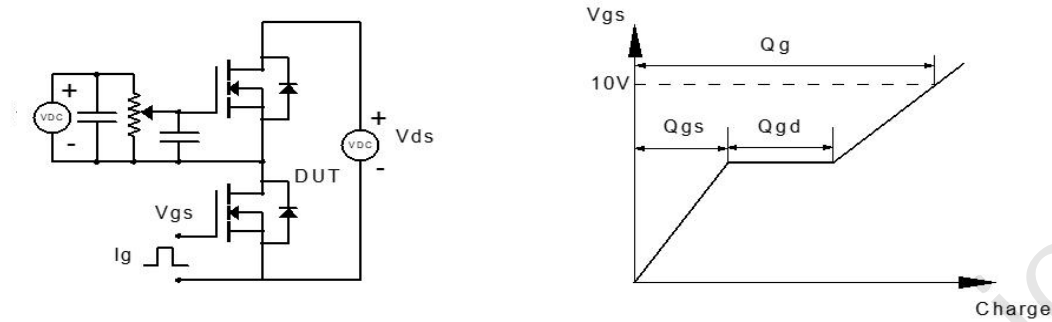 VDC
+
-
Vgs
Ig
DUT
+
VDC
-
Vds
Vgs
10V
Qg
Qgs
Qgd
Charge